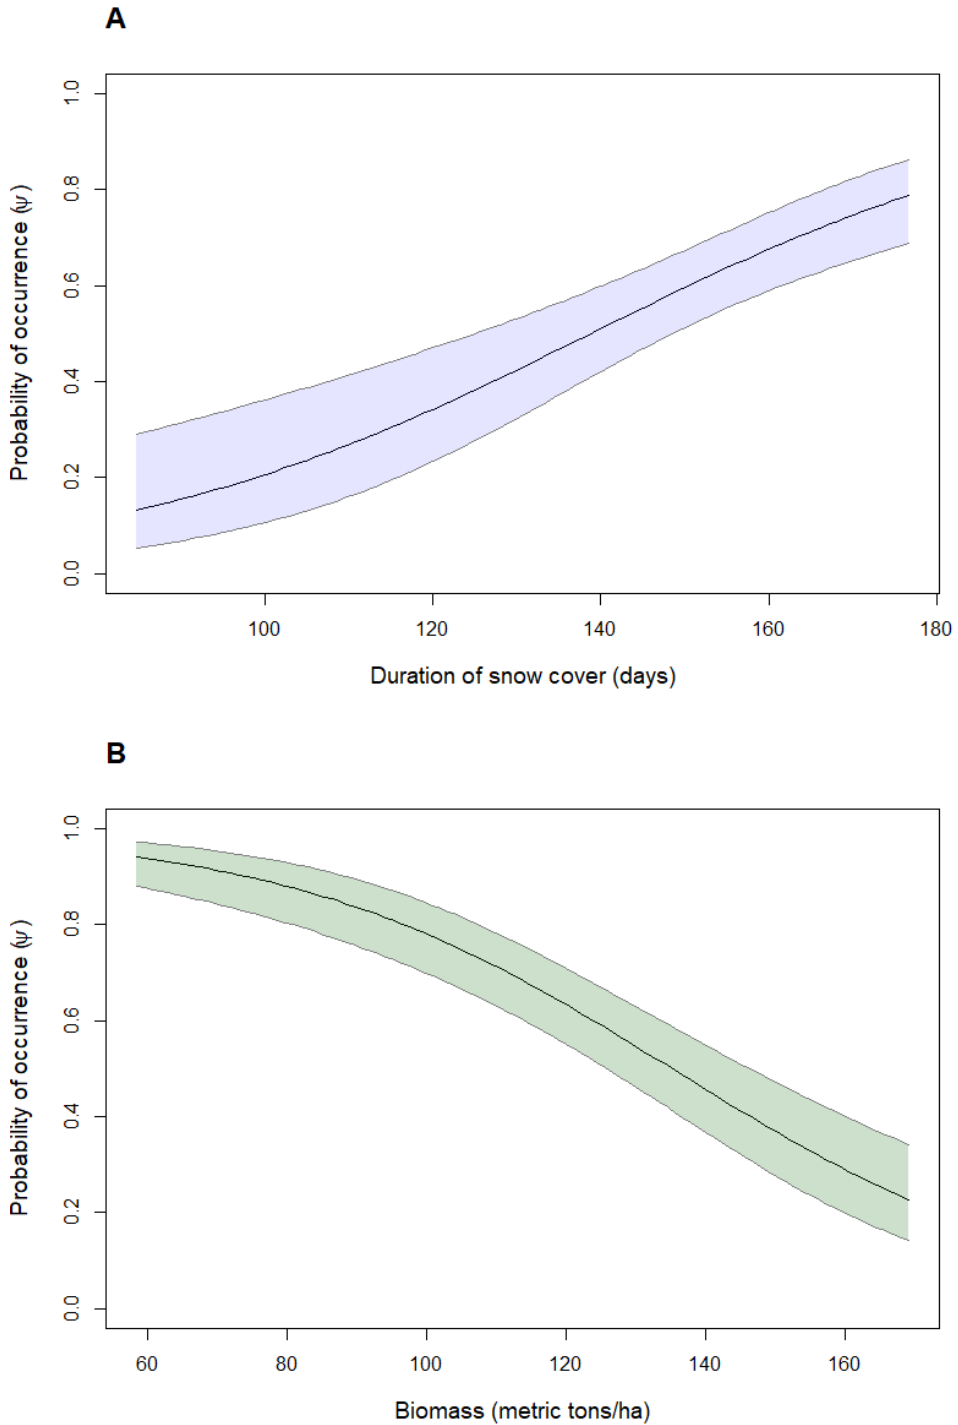 A
Probability of occurrence (ψ)
1.0
0.8
0.6
0.4
0.2
0.0
100 120 140 160 180
Duration of snow cover (days)
B
Probability of occurrence (ψ)
1.0
0.8
0.6
0.4
0.2
0.0
60 80 100 120 140 160
Biomass (metric tons/ha)